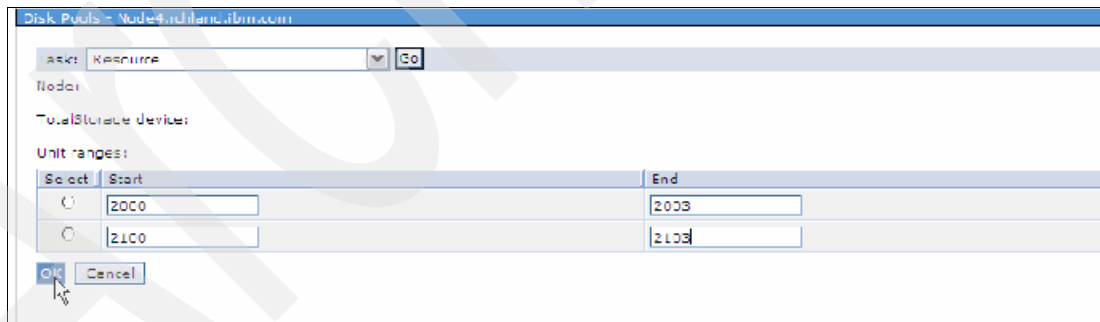 Disk Pools - Node4.rchland.ibm.com
Task: Resource Go
Node:
TotalStorage device:
Unit ranges:
Select Start End
2000 2003
2100 2103
OK Cancel